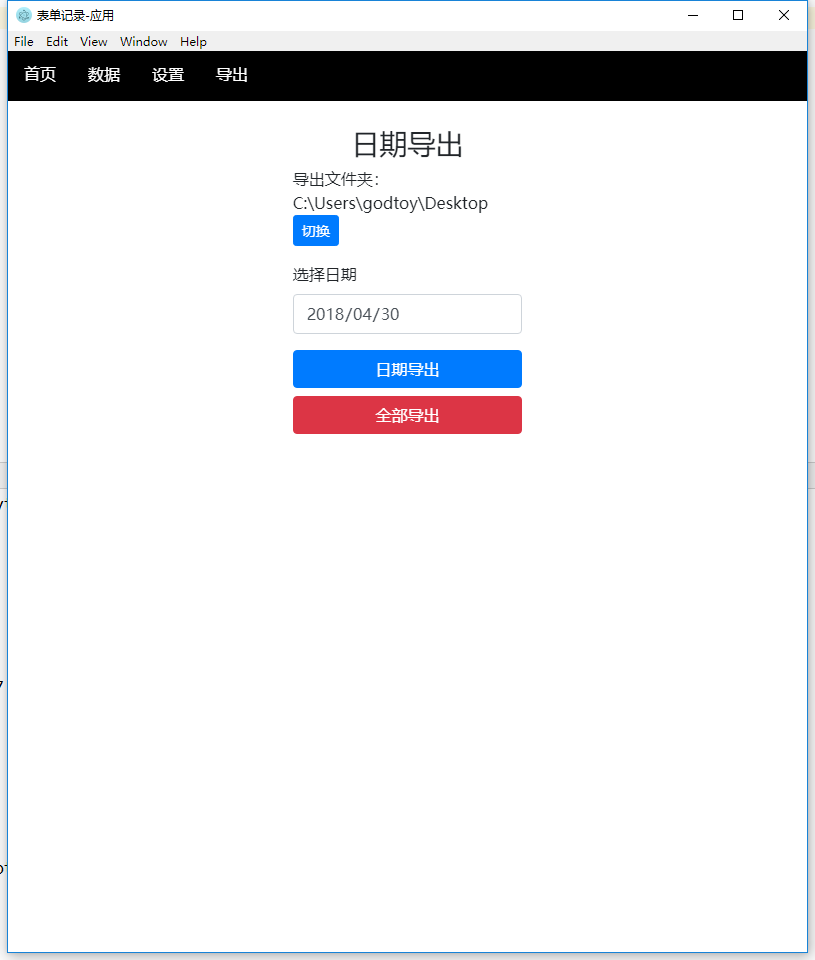 表单记录-应用
File Edit View Window Help
首页 数据 设置 导出
日期导出
导出文件夹:
C:\Users\godtoy\Desktop
切换
选择日期
2018/04/30
日期导出
全部导出